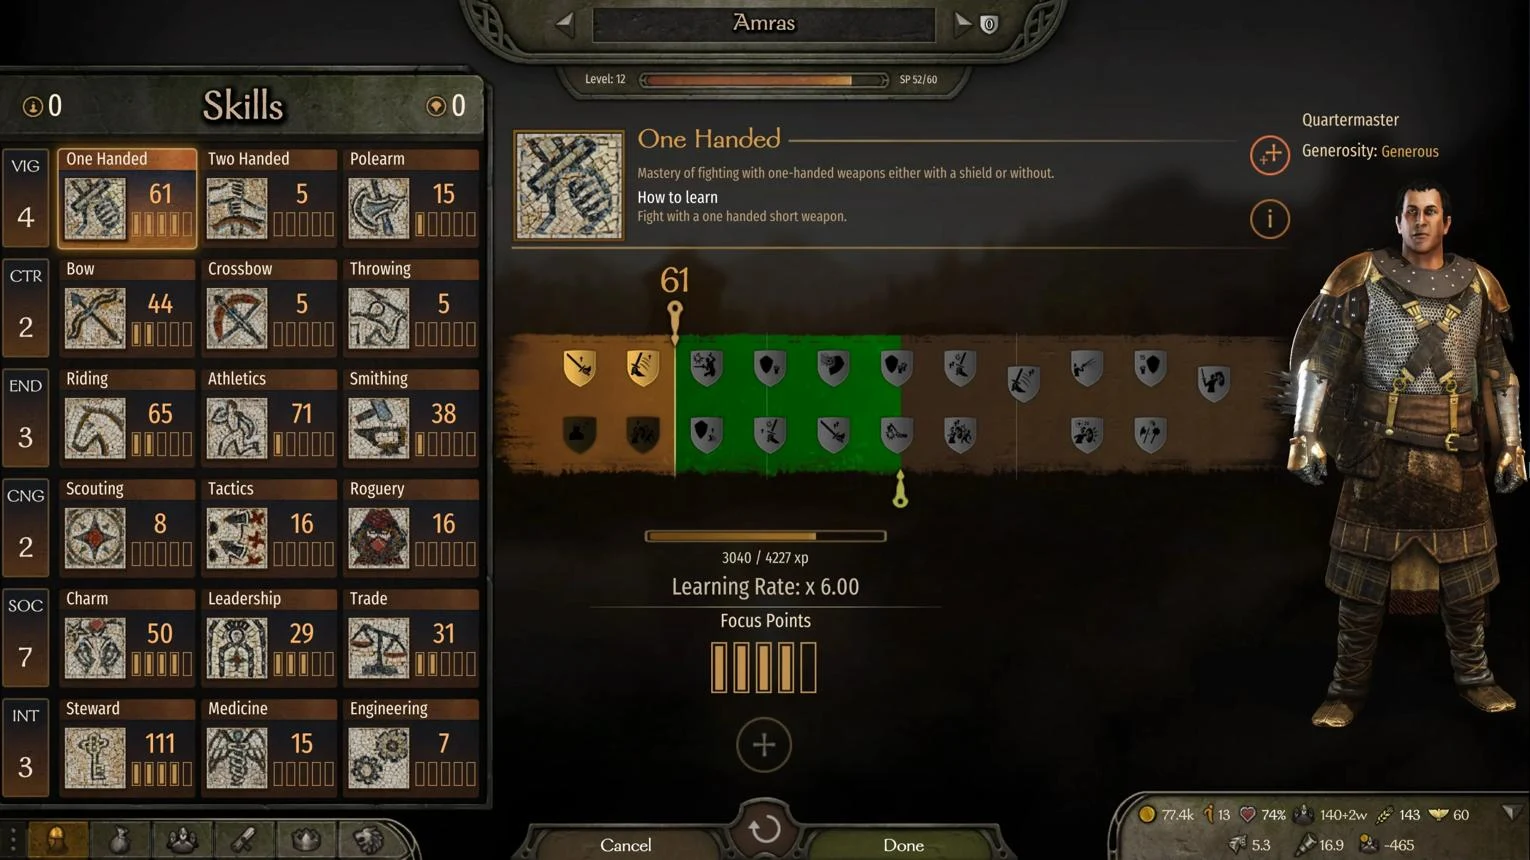 Amras
Level: 12
SP 52/60
0
Skills
0
VIG
4
One Handed
61
Two Handed
5
Polearm
15
CTR
2
Bow
44
Crossbow
5
Throwing
5
END
3
Riding
65
Athletics
71
Smithing
38
CNG
2
Scouting
8
Tactics
16
Roguery
16
SOC
7
Charm
50
Leadership
29
Trade
31
INT
3
Steward
111
Medicine
15
Engineering
7
One Handed
Mastery of fighting with one-handed weapons either with a shield or without.
How to learn
Fight with a one handed short weapon.
61
3040 / 4227 xp
Learning Rate: x 6.00
Focus Points
Cancel
Done
Quartermaster
Generosity: Generous
77.4k 13 74% 140+2w 143 60
5.3 16.9 -465